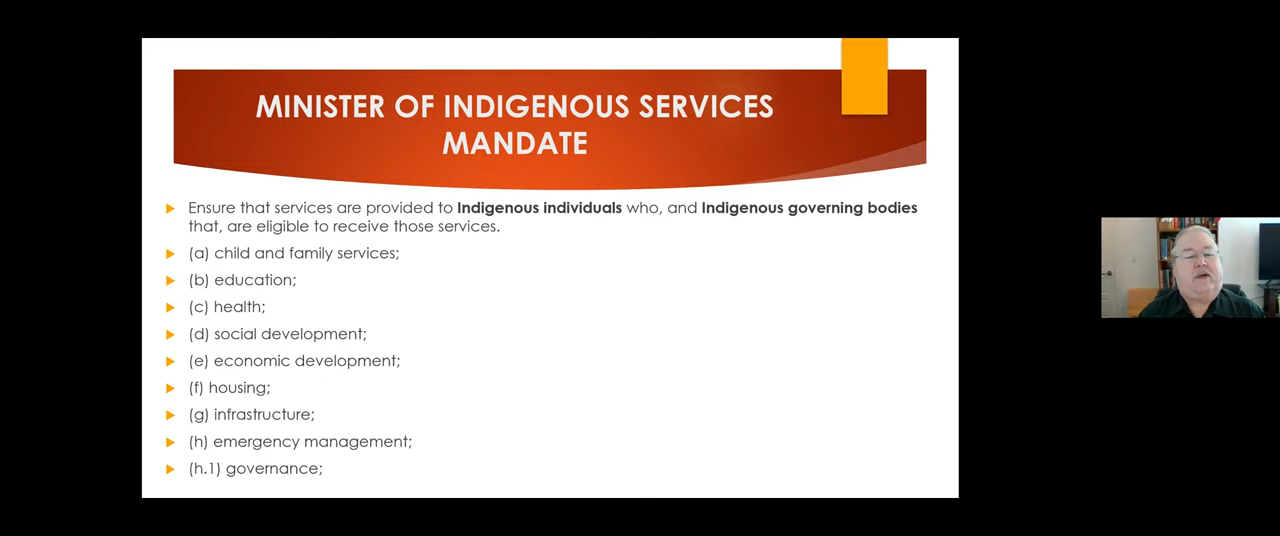 MINISTER OF INDIGENOUS SERVICES
MANDATE
Ensure that services are provided to Indigenous individuals who, and Indigenous governing bodies
that, are eligible to receive those services.
(a) child and family services;
(b) education;
(c) health;
(d) social development;
(e) economic development;
(f) housing;
(g) infrastructure;
(h) emergency management;
(h.1) governance;